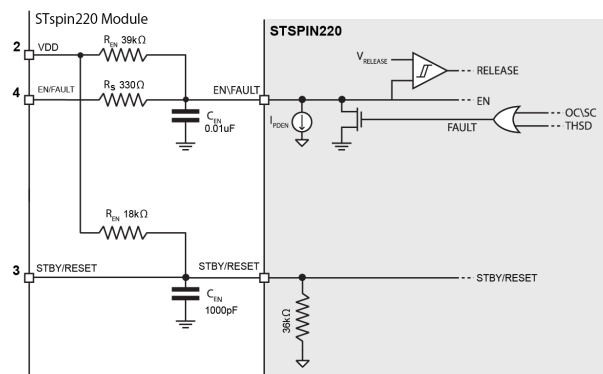 STspin220 Module
STSPIN220
2
VDD
R_EN 39kΩ
V_RELEASE
RELEASE
4
EN/FAULT
R_S 330Ω
EN\FAULT
EN
C_EN
0.01uF
I_PDEN
FAULT
OC\SC
THSD
R_EN 18kΩ
3
STBY/RESET
STBY/RESET
STBY/RESET
C_EN
1000pF
36kΩ